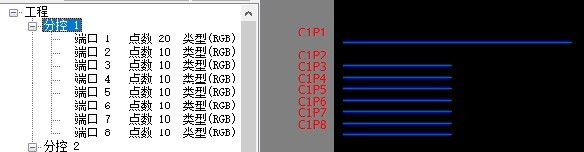 工程
分控 1
端口 1 点数 20 类型(RGB)
端口 2 点数 10 类型(RGB)
端口 3 点数 10 类型(RGB)
端口 4 点数 10 类型(RGB)
端口 5 点数 10 类型(RGB)
端口 6 点数 10 类型(RGB)
端口 7 点数 10 类型(RGB)
端口 8 点数 10 类型(RGB)
分控 2
C1P1
C1P2
C1P3
C1P4
C1P5
C1P6
C1P7
C1P8